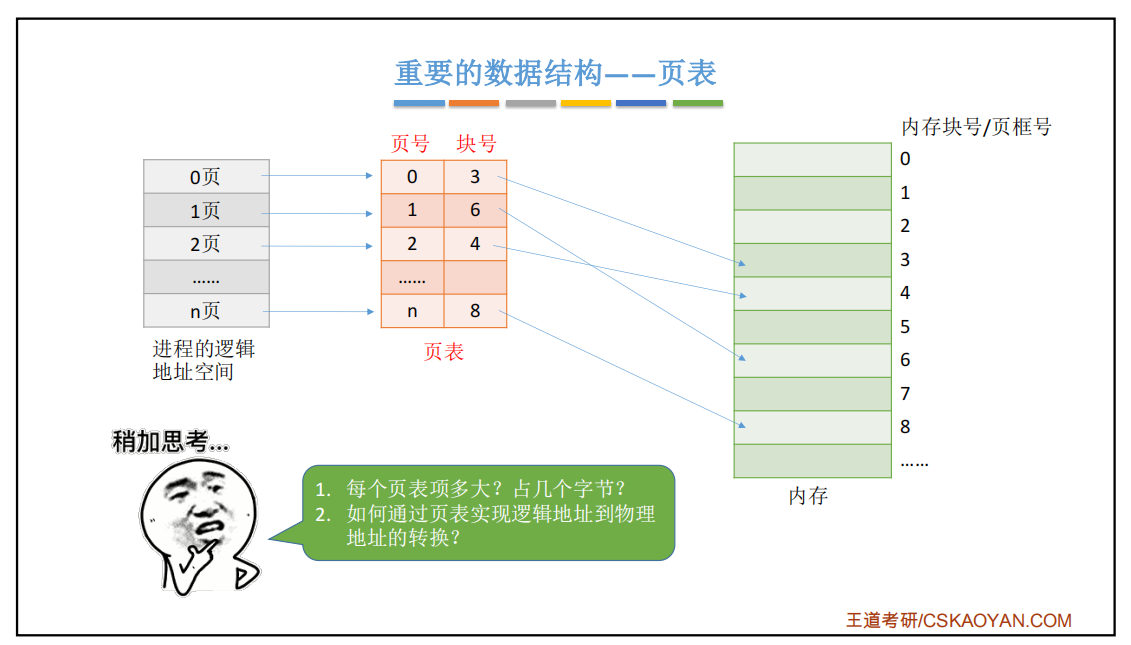 重要的数据结构——页表
内存块号/页框号
页号 块号
0页
1页
2页
……
n页
进程的逻辑
地址空间
0 3
1 6
2 4
……
n 8
页表
0
1
2
3
4
5
6
7
8
……
内存
稍加思考...
1. 每个页表项多大？占几个字节？
2. 如何通过页表实现逻辑地址到物理
地址的转换？
王道考研/CSKAOYAN.COM